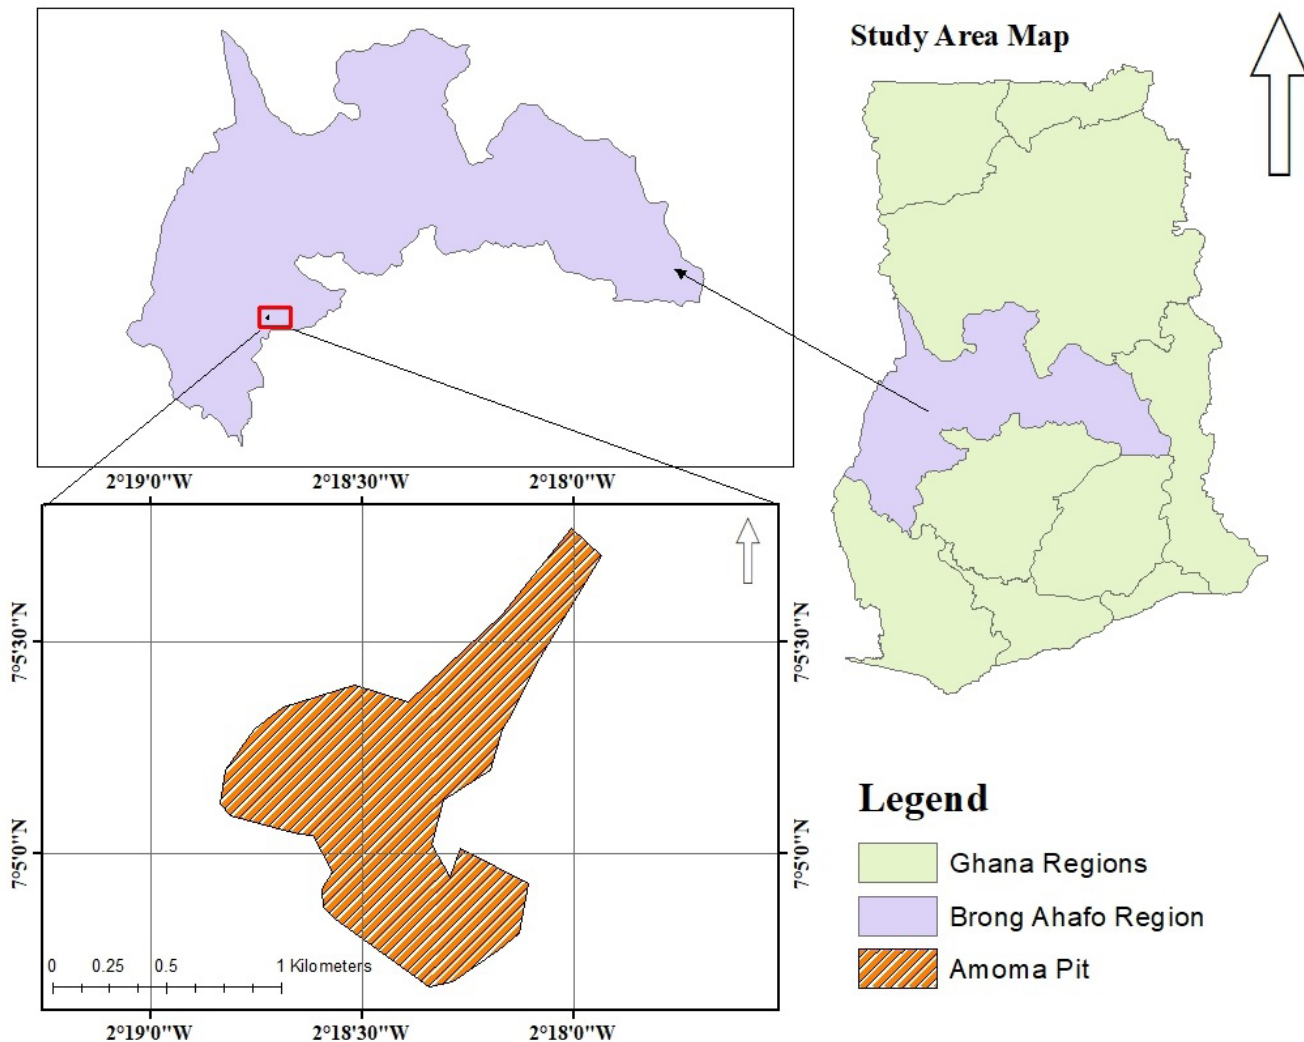 Study Area Map
2°19'0"W 2°18'30"W 2°18'0"W
7°5'30"N 7°5'30"N
7°5'0"N 7°5'0"N
0 0.25 0.5 1 Kilometers
2°19'0"W 2°18'30"W 2°18'0"W
Legend
Ghana Regions
Brong Ahafo Region
Amoma Pit